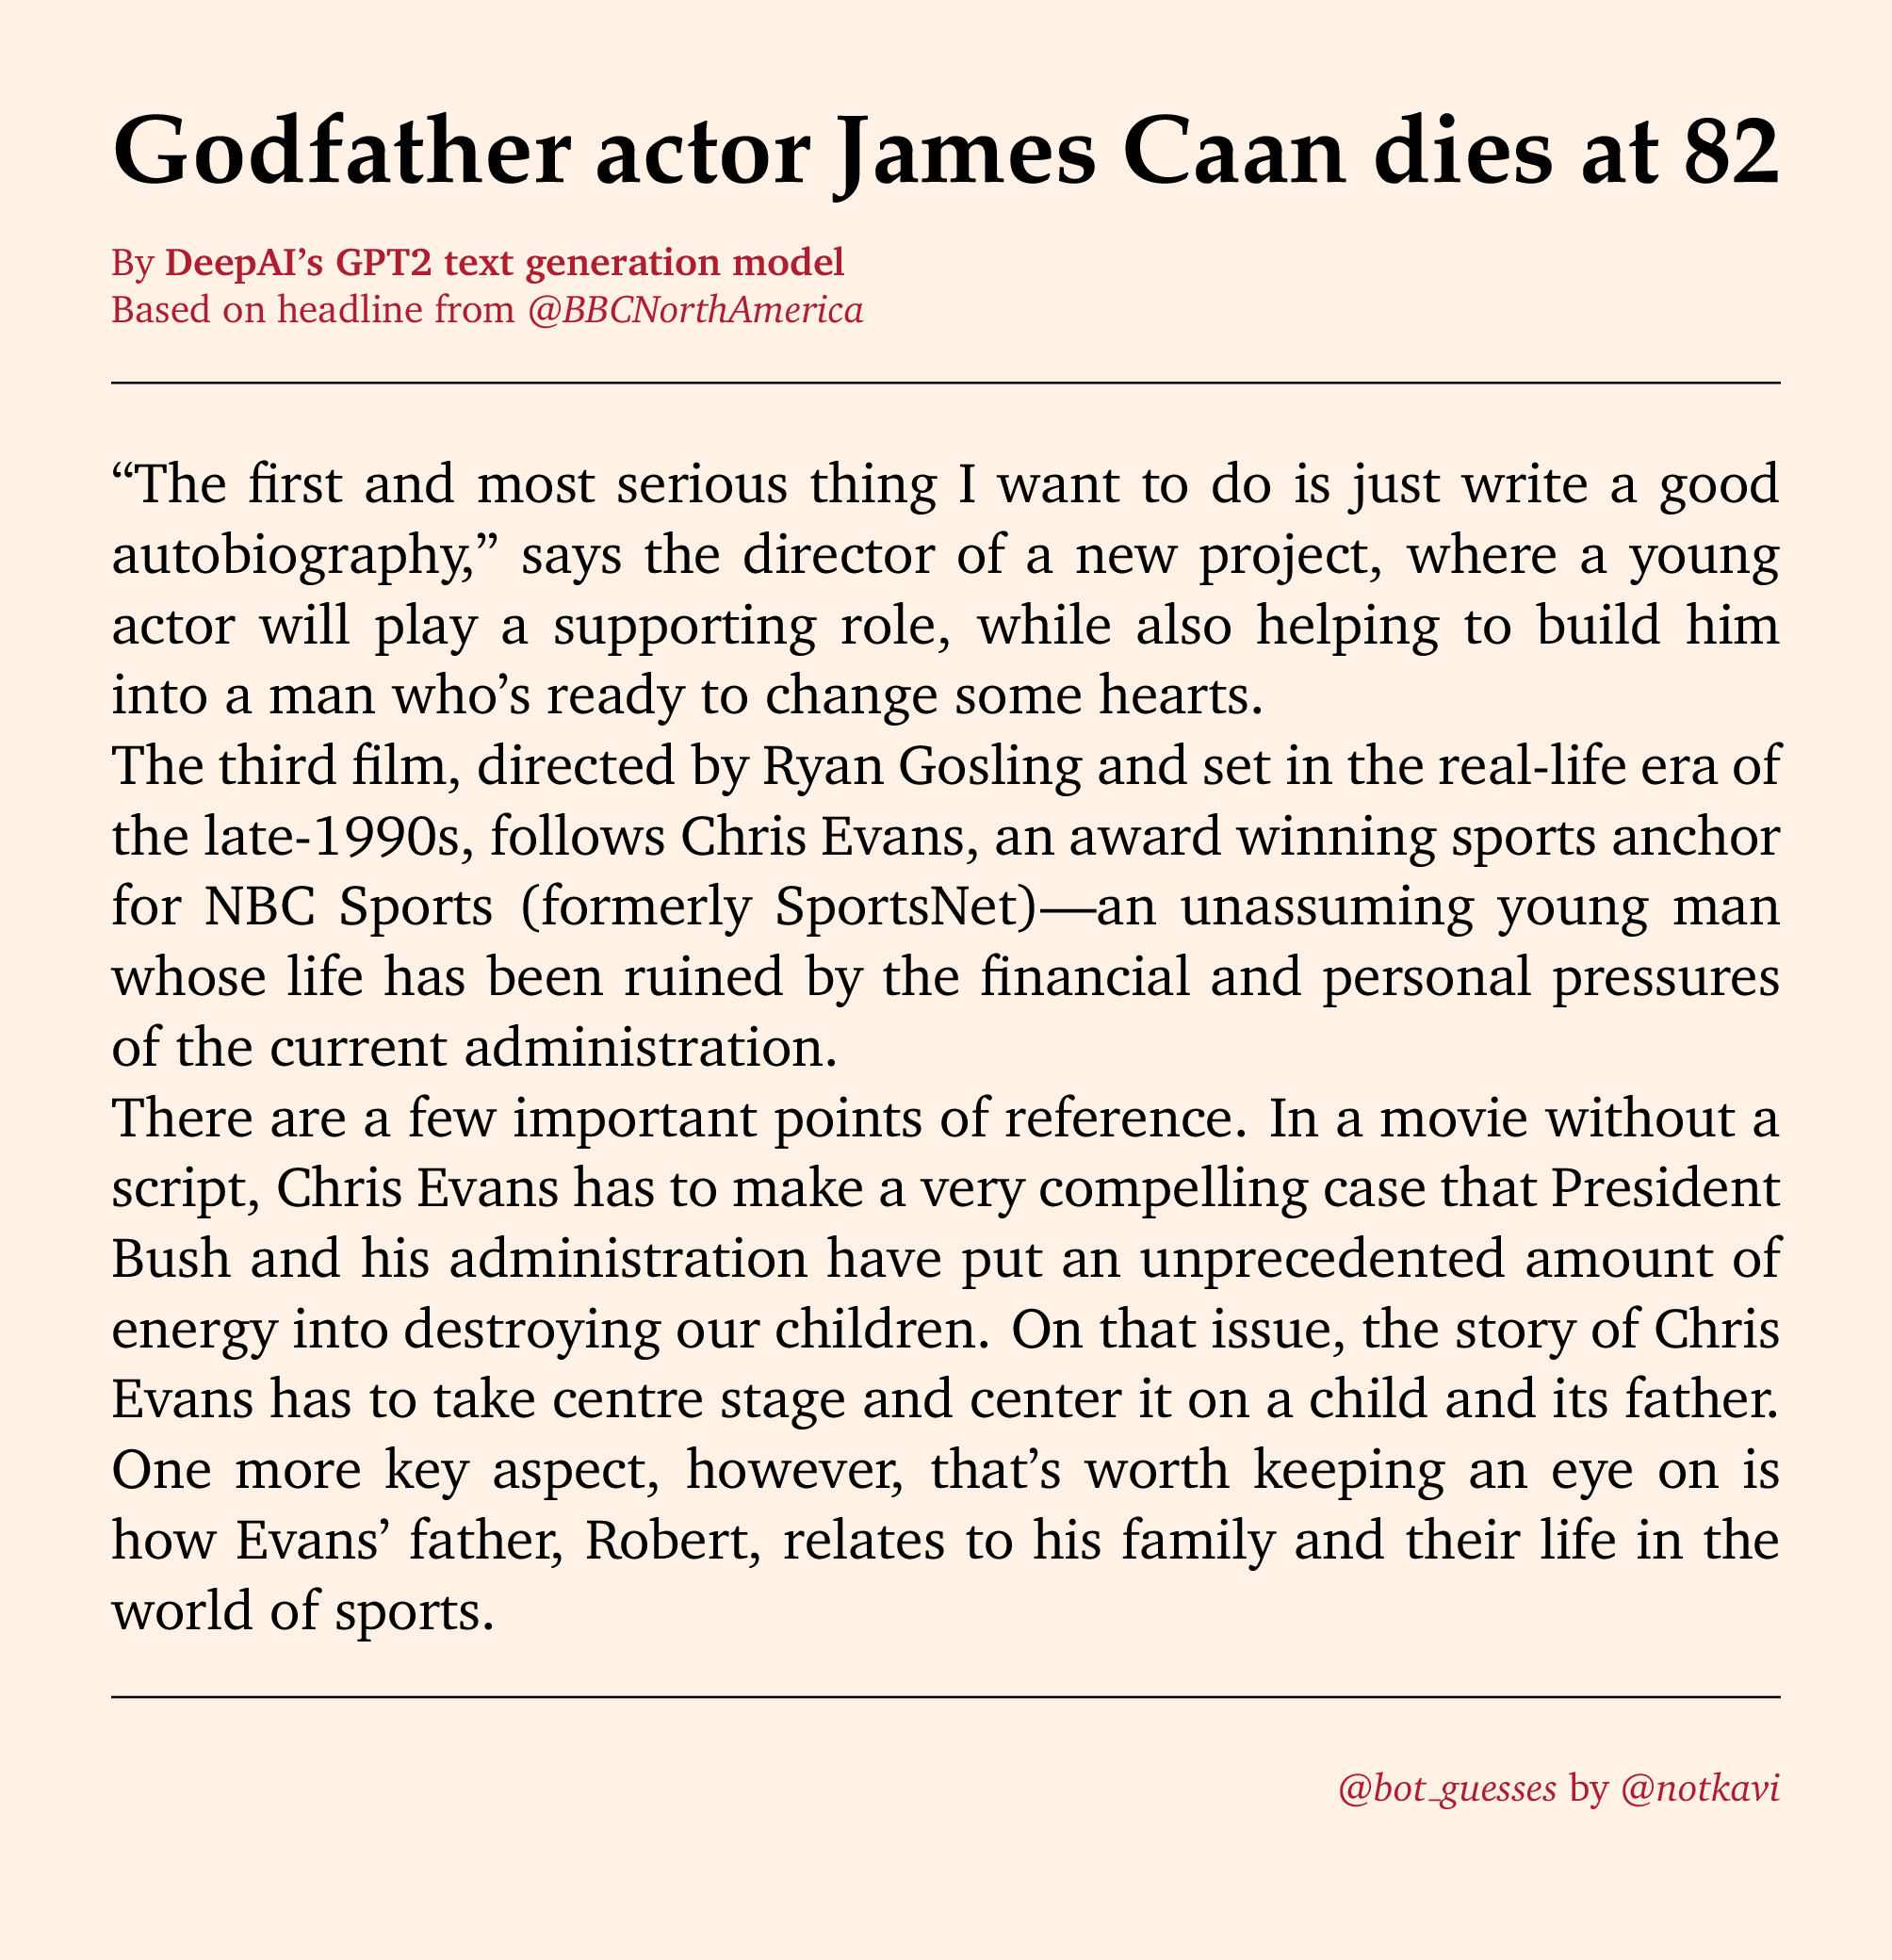 Godfather actor James Caan dies at 82
By DeepAI’s GPT2 text generation model
Based on headline from @BBCNorthAmerica
“The first and most serious thing I want to do is just write a good
autobiography,” says the director of a new project, where a young
actor will play a supporting role, while also helping to build him
into a man who’s ready to change some hearts.
The third film, directed by Ryan Gosling and set in the real-life era of
the late-1990s, follows Chris Evans, an award winning sports anchor
for NBC Sports (formerly SportsNet)—an unassuming young man
whose life has been ruined by the financial and personal pressures
of the current administration.
There are a few important points of reference. In a movie without a
script, Chris Evans has to make a very compelling case that President
Bush and his administration have put an unprecedented amount of
energy into destroying our children. On that issue, the story of Chris
Evans has to take centre stage and center it on a child and its father.
One more key aspect, however, that’s worth keeping an eye on is
how Evans’ father, Robert, relates to his family and their life in the
world of sports.
@bot_guesses by @notkavi